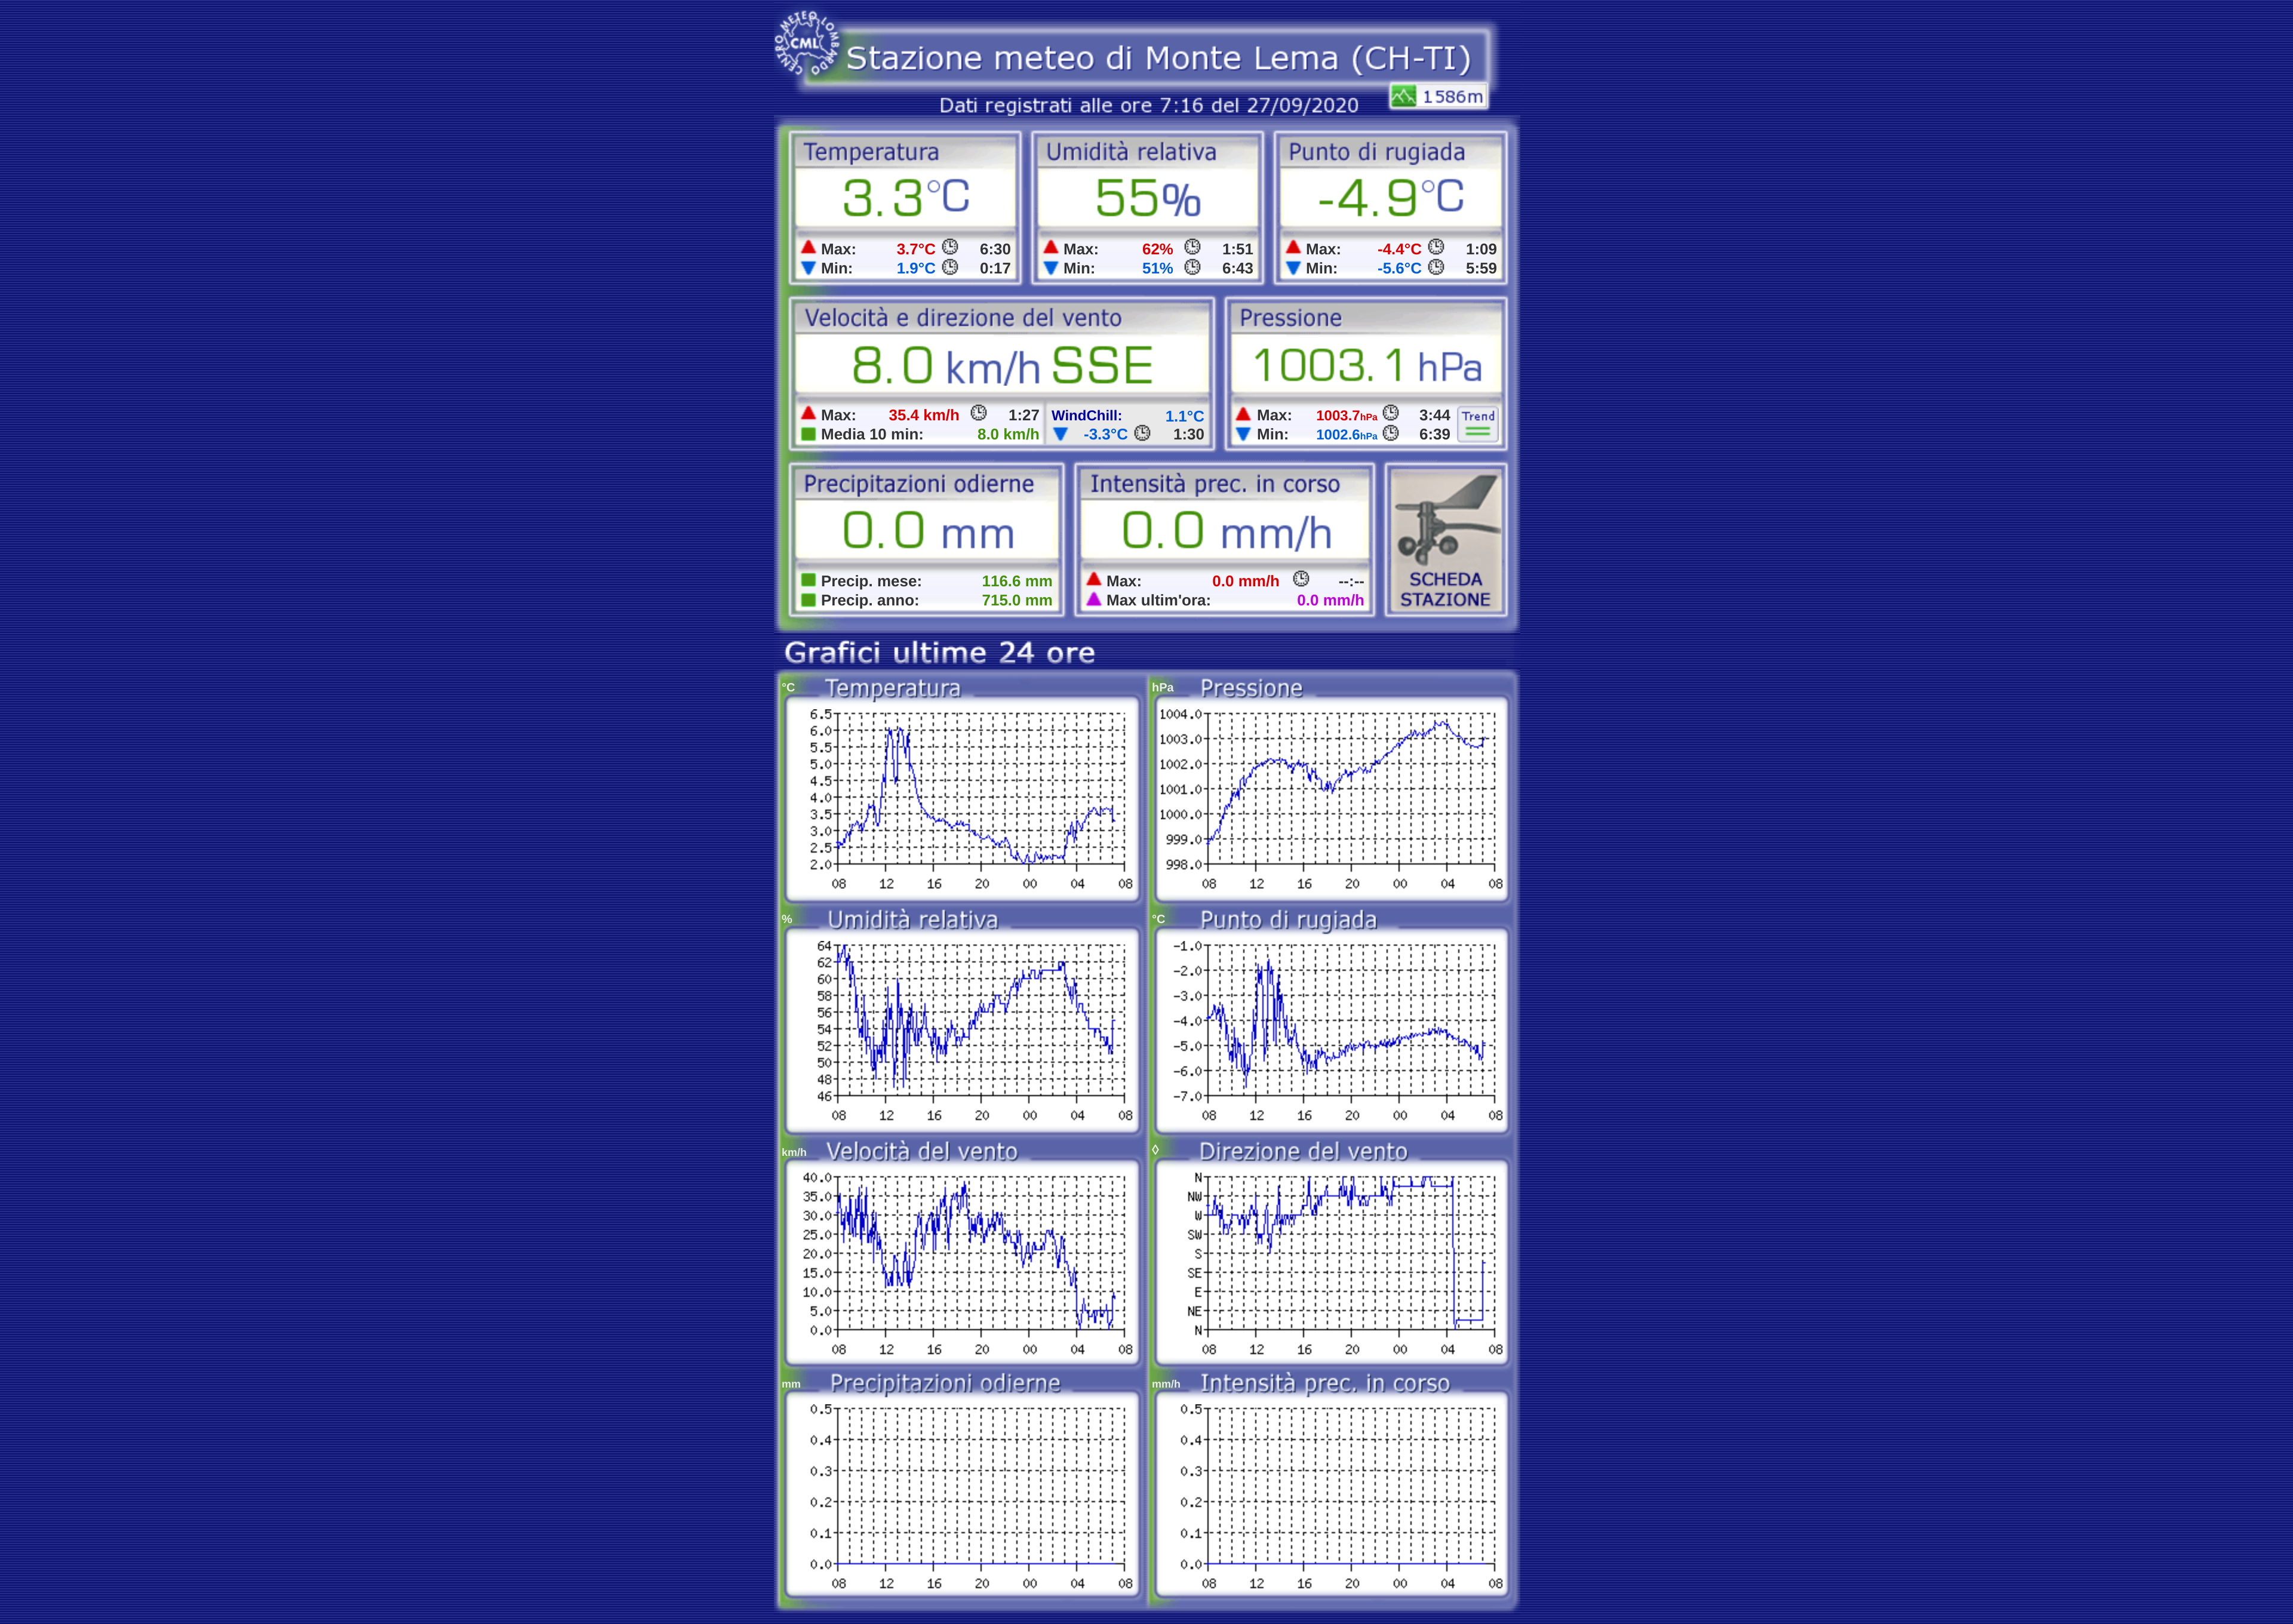 CENTRO METEO LOMBARDO
CML
Stazione meteo di Monte Lema (CH-TI)
1586m
Dati registrati alle ore 7:16 del 27/09/2020
Temperatura
3.3°C
Max: 3.7°C 6:30
Min: 1.9°C 0:17
Umidità relativa
55%
Max: 62% 1:51
Min: 51% 6:43
Punto di rugiada
-4.9°C
Max: -4.4°C 1:09
Min: -5.6°C 5:59
Velocità e direzione del vento
8.0 km/h SSE
Max: 35.4 km/h 1:27
Media 10 min: 8.0 km/h
WindChill: 1.1°C
-3.3°C 1:30
Pressione
1003.1 hPa
Max: 1003.7hPa 3:44
Min: 1002.6hPa 6:39
Trend
Precipitazioni odierne
0.0 mm
Precip. mese: 116.6 mm
Precip. anno: 715.0 mm
Intensità prec. in corso
0.0 mm/h
Max: 0.0 mm/h --:--
Max ultim'ora: 0.0 mm/h
SCHEDA
STAZIONE
Grafici ultime 24 ore
°C Temperatura
6.5
6.0
5.5
5.0
4.5
4.0
3.5
3.0
2.5
2.0
08 12 16 20 00 04 08
hPa Pressione
1004.0
1003.0
1002.0
1001.0
1000.0
999.0
998.0
08 12 16 20 00 04 08
% Umidità relativa
64
62
60
58
56
54
52
50
48
46
08 12 16 20 00 04 08
°C Punto di rugiada
-1.0
-2.0
-3.0
-4.0
-5.0
-6.0
-7.0
08 12 16 20 00 04 08
km/h Velocità del vento
40.0
35.0
30.0
25.0
20.0
15.0
10.0
5.0
0.0
08 12 16 20 00 04 08
◊ Direzione del vento
N
NW
W
SW
S
SE
E
NE
N
08 12 16 20 00 04 08
mm Precipitazioni odierne
0.5
0.4
0.3
0.2
0.1
0.0
08 12 16 20 00 04 08
mm/h Intensità prec. in corso
0.5
0.4
0.3
0.2
0.1
0.0
08 12 16 20 00 04 08